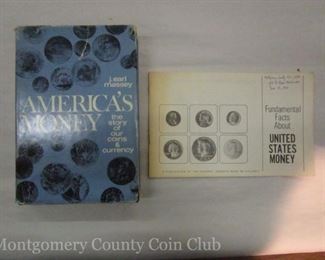 j. earl
massey
AMERICA'S
MONEY
the
story
of our
coins &
currency
Fundamental
Facts
About
UNITED
STATES
MONEY
Montgomery County Coin Club